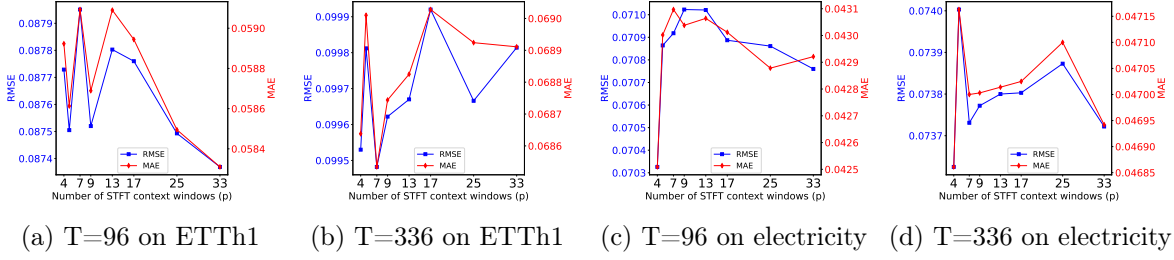 0.0879
0.0878
0.0877
0.0876
0.0875
0.0874
RMSE
0.0590
0.0588
0.0586
0.0584
MAE
RMSE
MAE
4 7 9 13 17 25 33
Number of STFT context windows (p)
(a) T=96 on ETTh1
0.0999
0.0998
0.0997
0.0996
0.0995
RMSE
0.0690
0.0689
0.0688
0.0687
0.0686
MAE
RMSE
MAE
4 7 9 13 17 25 33
Number of STFT context windows (p)
(b) T=336 on ETTh1
0.0710
0.0709
0.0708
0.0707
0.0706
0.0705
0.0704
0.0703
RMSE
0.0431
0.0430
0.0429
0.0428
0.0427
0.0426
0.0425
MAE
RMSE
MAE
4 7 9 13 17 25 33
Number of STFT context windows (p)
(c) T=96 on electricity
0.0740
0.0739
0.0738
0.0737
RMSE
0.04715
0.04710
0.04705
0.04700
0.04695
0.04690
0.04685
MAE
RMSE
MAE
4 7 9 13 17 25 33
Number of STFT context windows (p)
(d) T=336 on electricity